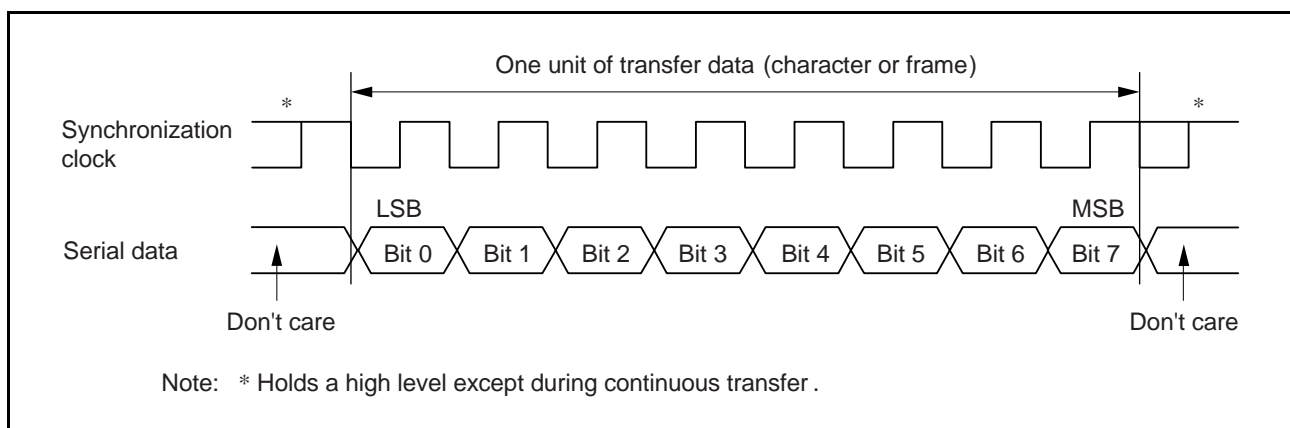 One unit of transfer data (character or frame)
* *
Synchronization
clock
LSB MSB
Serial data Bit 0 Bit 1 Bit 2 Bit 3 Bit 4 Bit 5 Bit 6 Bit 7
Don't care Don't care
Note: * Holds a high level except during continuous transfer .